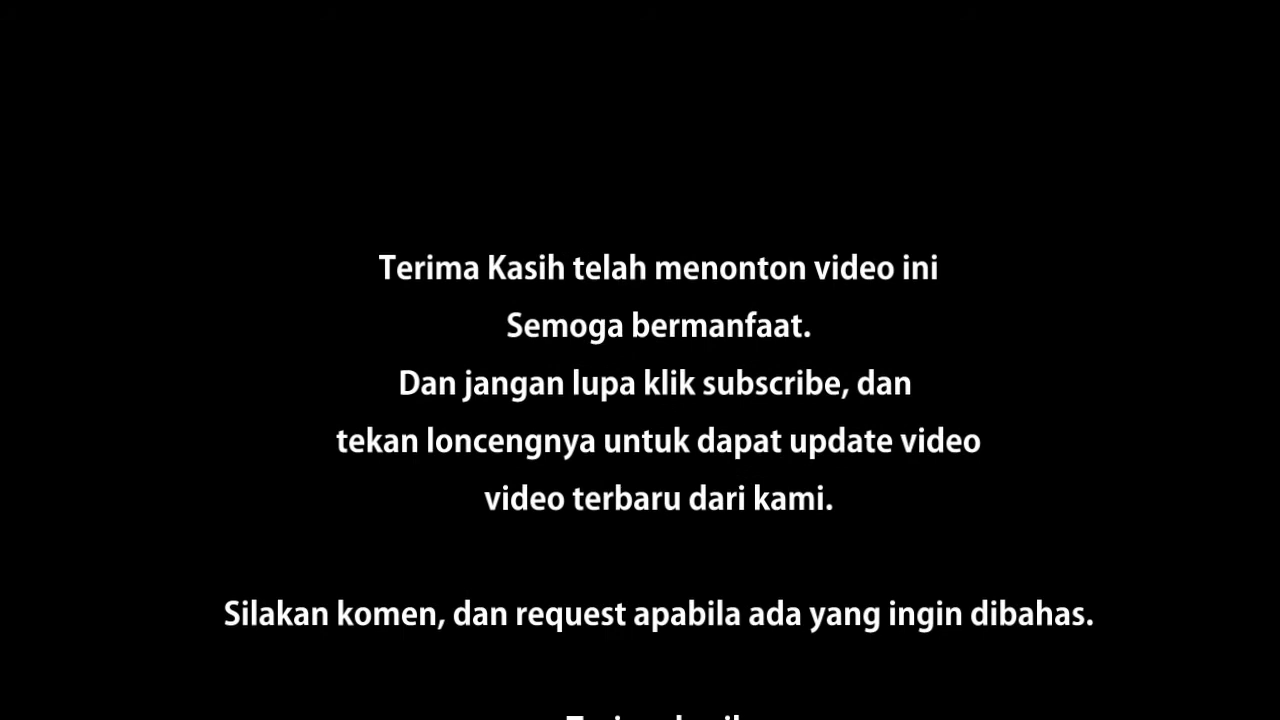 Terima Kasih telah menonton video ini
Semoga bermanfaat.
Dan jangan lupa klik subscribe, dan
tekan loncengnya untuk dapat update video
video terbaru dari kami.
Silakan komen, dan request apabila ada yang ingin dibahas.